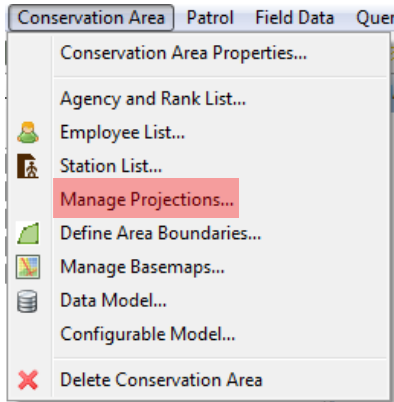 Conservation Area Patrol Field Data Quer
Conservation Area Properties...
Agency and Rank List...
Employee List...
Station List...
Manage Projections...
Define Area Boundaries...
Manage Basemaps...
Data Model...
Configurable Model...
Delete Conservation Area